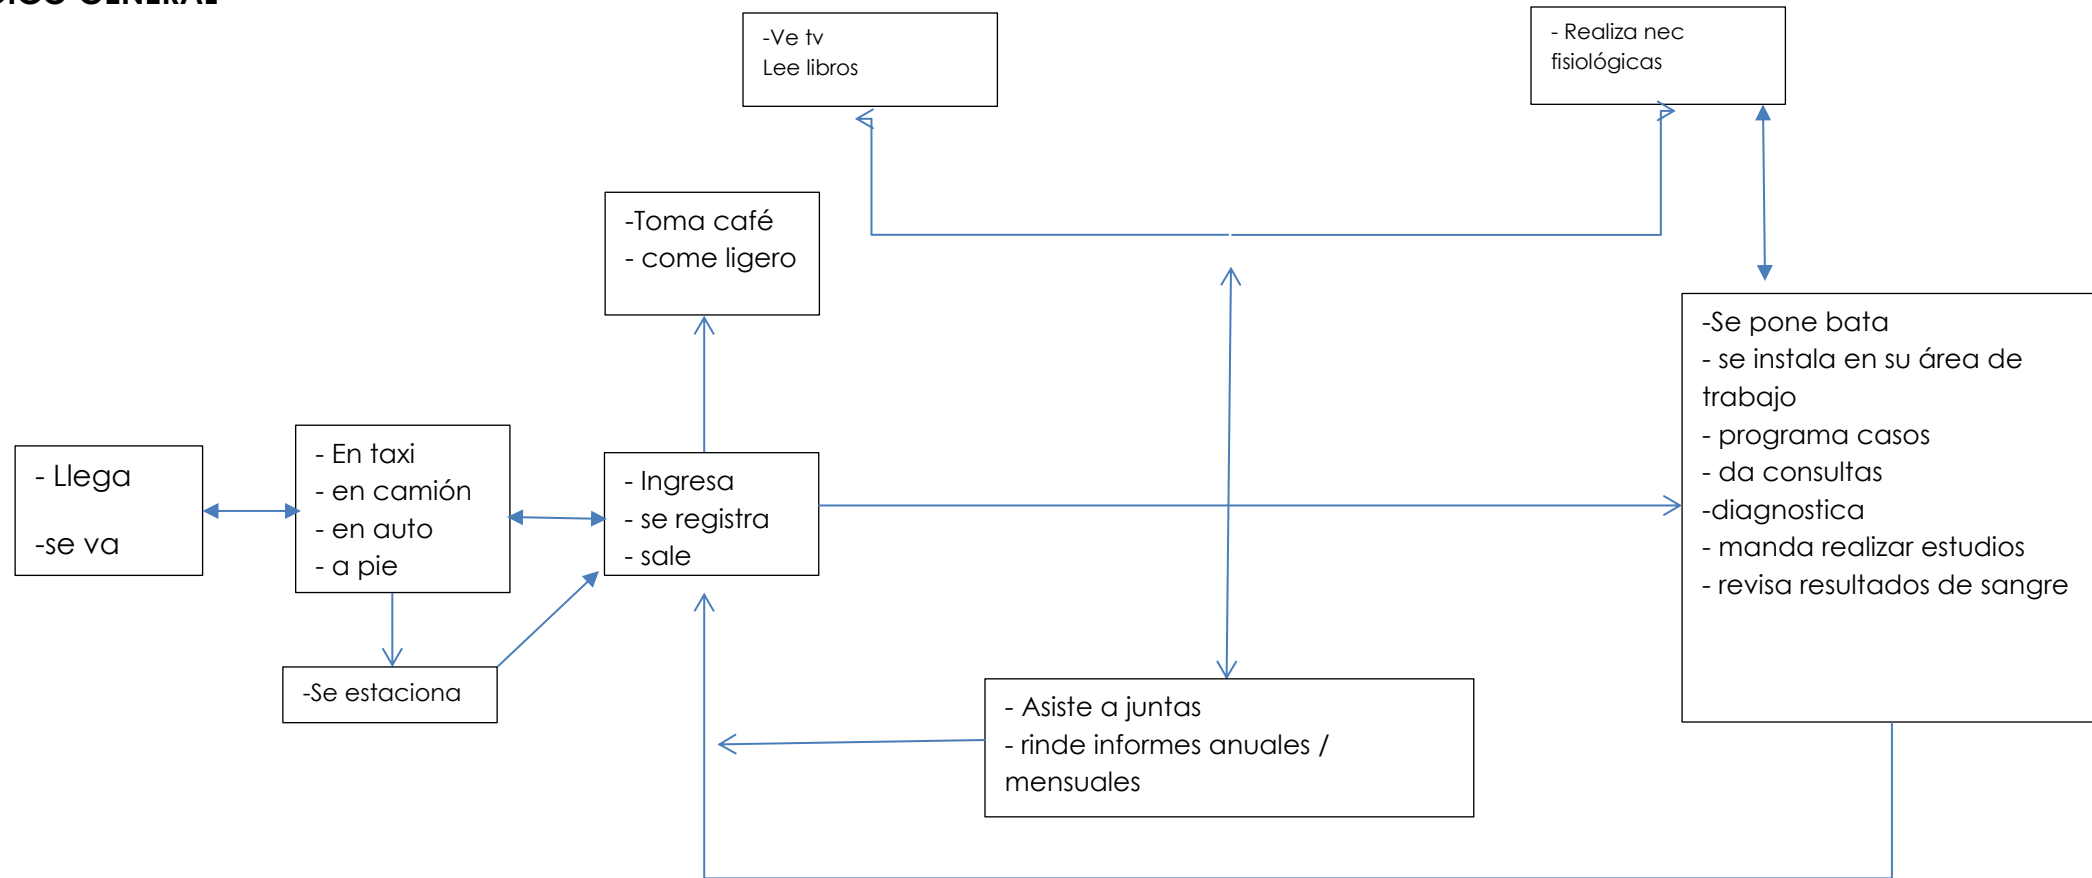 GENERAL
-Ve tv
Lee libros
- Realiza nec
fisiológicas
-Toma café
- come ligero
- Llega
-se va
- En taxi
- en camión
- en auto
- a pie
- Ingresa
- se registra
- sale
-Se estaciona
- Asiste a juntas
- rinde informes anuales /
mensuales
-Se pone bata
- se instala en su área de
trabajo
- programa casos
- da consultas
-diagnostica
- manda realizar estudios
- revisa resultados de sangre